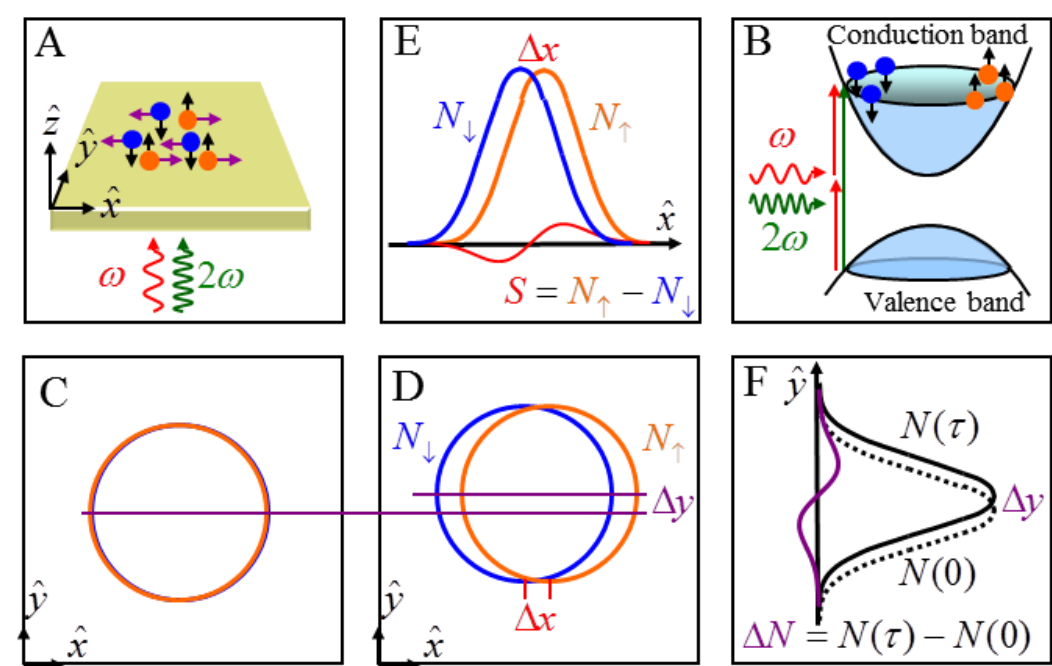 A
ẑ
ŷ
x̂
ω
2ω
E
Δx
N↓
N↑
x̂
S = N↑ − N↓
B
Conduction band
ω
2ω
Valence band
C
ŷ
x̂
D
N↓
N↑
Δy
Δx
ŷ
x̂
F
ŷ
N(τ)
Δy
N(0)
ΔN = N(τ) − N(0)